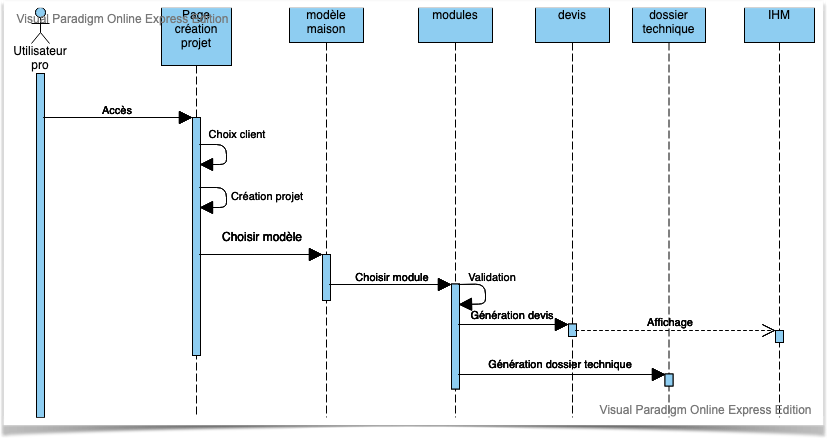 Visual Paradigm Online Express Edition
Utilisateur
pro
Page
création
projet
modèle
maison
modules
devis
dossier
technique
IHM
Accès
Choix client
Création projet
Choisir modèle
Choisir module
Validation
Génération devis
Affichage
Génération dossier technique
Visual Paradigm Online Express Edition